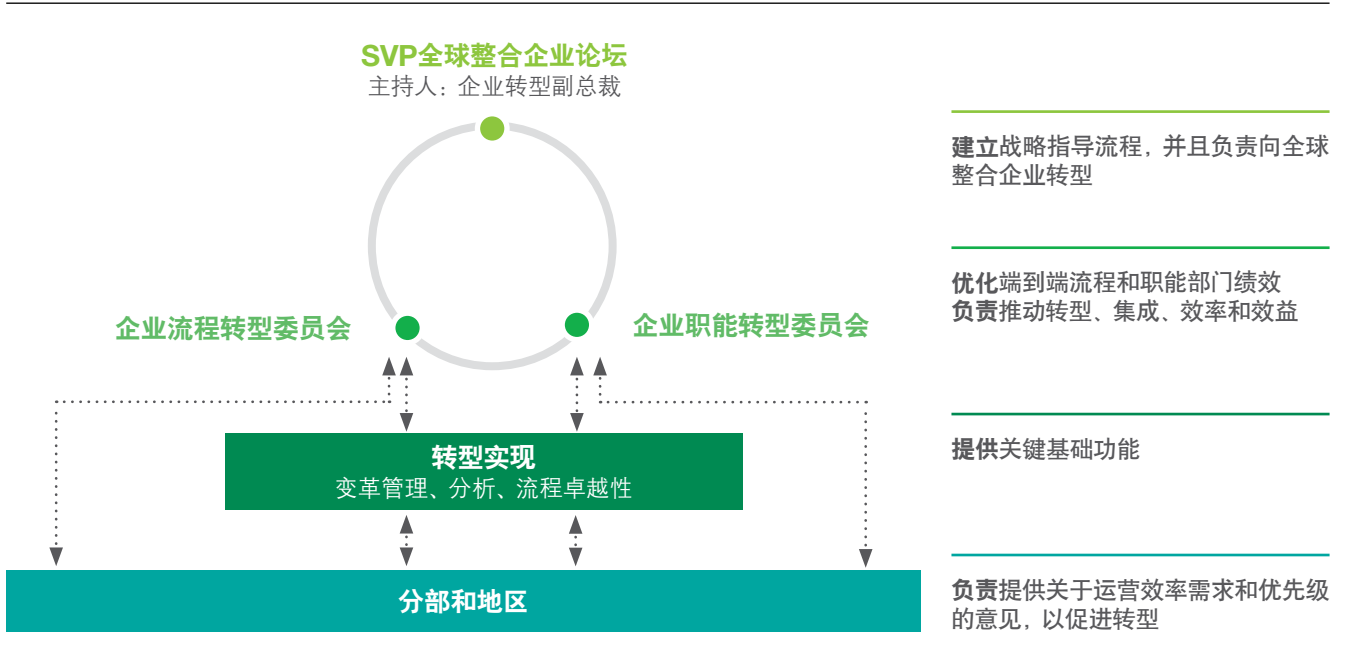 SVP全球整合企业论坛
主持人：企业转型副总裁
建立战略指导流程，并且负责向全球
整合企业转型
企业流程转型委员会
企业职能转型委员会
优化端到端流程和职能部门绩效
负责推动转型、集成、效率和效益
转型实现
变革管理、分析、流程卓越性
提供关键基础功能
分部和地区
负责提供关于运营效率需求和优先级
的意见，以促进转型